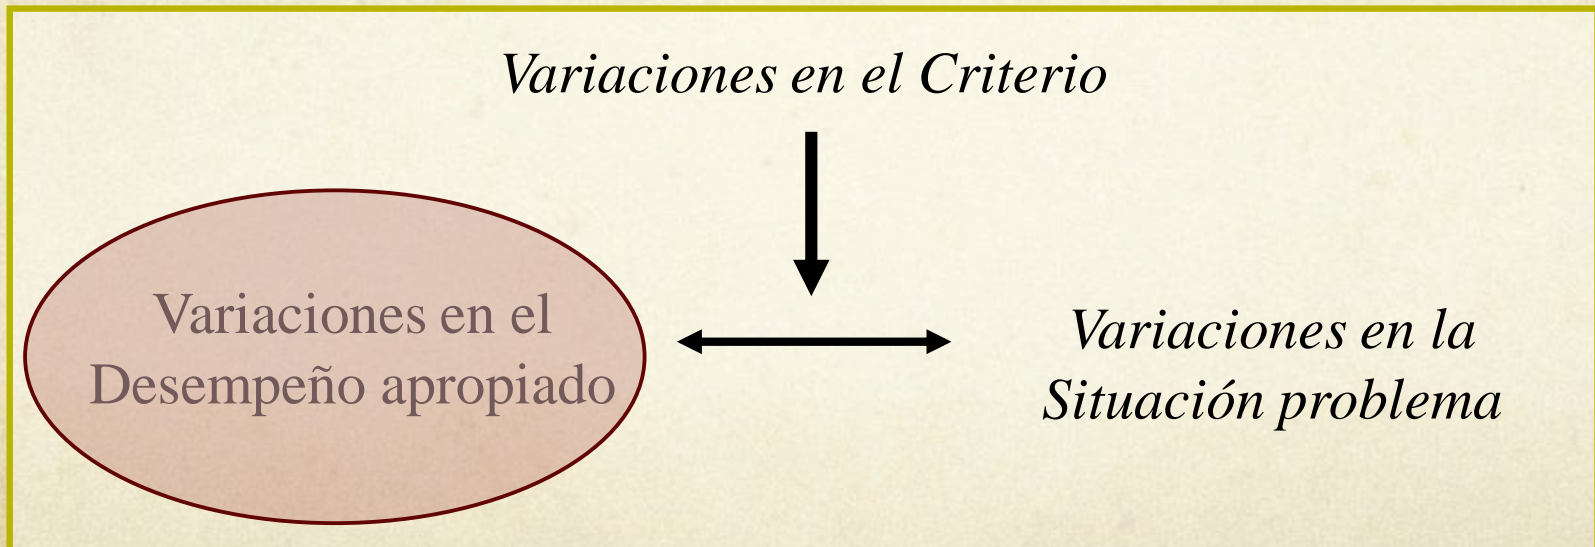 Variaciones en el Criterio
Variaciones en el
Desempeño apropiado
Variaciones en la
Situación problema